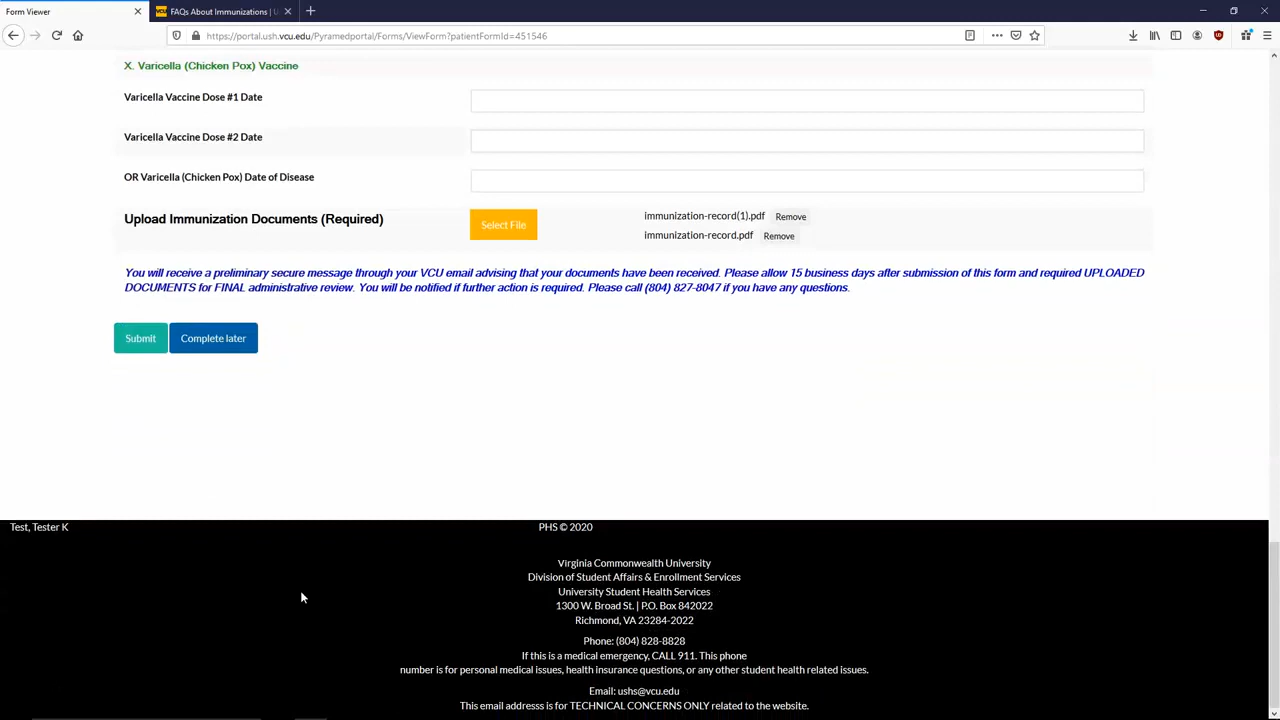 Form Viewer
FAQs About Immunizations | U
https://portal.ush.vcu.edu/Pyramedportal/Forms/ViewForm?patientFormId=451546
X. Varicella (Chicken Pox) Vaccine
Varicella Vaccine Dose #1 Date
Varicella Vaccine Dose #2 Date
OR Varicella (Chicken Pox) Date of Disease
Upload Immunization Documents (Required)
Select File
immunization-record(1).pdf Remove
immunization-record.pdf Remove
You will receive a preliminary secure message through your VCU email advising that your documents have been received. Please allow 15 business days after submission of this form and required UPLOADED
DOCUMENTS for FINAL administrative review. You will be notified if further action is required. Please call (804) 827-8047 if you have any questions.
Submit Complete later
Test, Tester K
PHS © 2020
Virginia Commonwealth University
Division of Student Affairs & Enrollment Services
University Student Health Services
1300 W. Broad St. | P.O. Box 842022
Richmond, VA 23284-2022
Phone: (804) 828-8828
If this is a medical emergency, CALL 911. This phone
number is for personal medical issues, health insurance questions, or any other student health related issues.
Email: ushs@vcu.edu
This email addresss is for TECHNICAL CONCERNS ONLY related to the website.